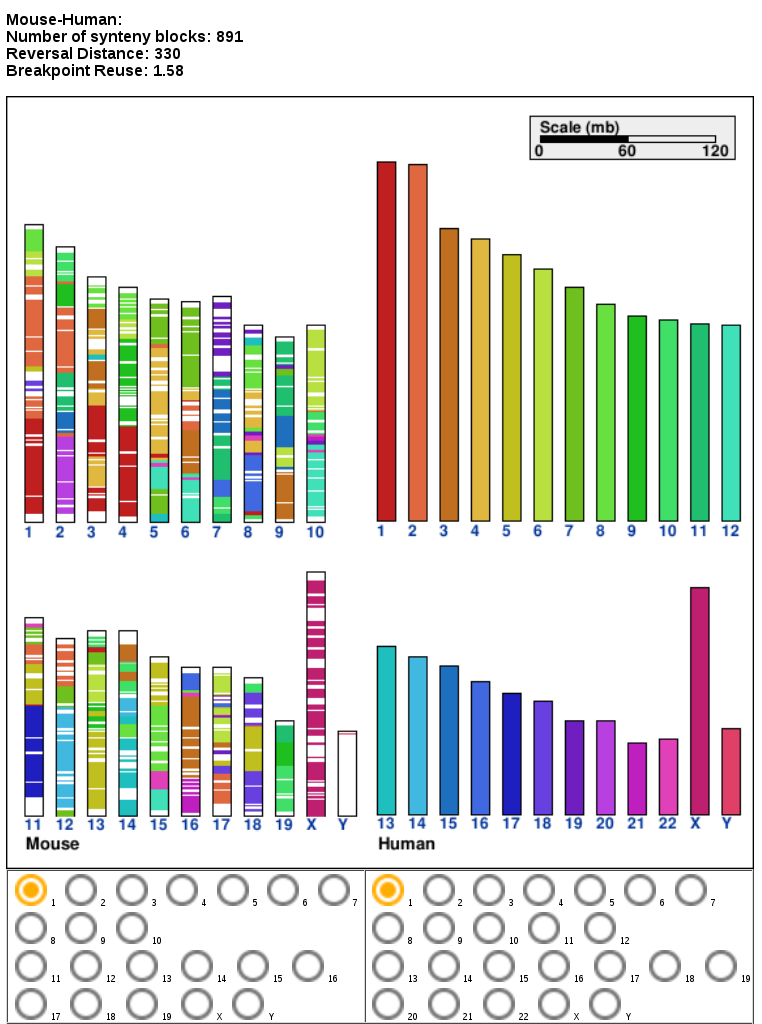 Mouse-Human:
Number of synteny blocks: 891
Reversal Distance: 330
Breakpoint Reuse: 1.58
Scale (mb)
0 60 120
1 2 3 4 5 6 7 8 9 10
1 2 3 4 5 6 7 8 9 10 11 12
11 12 13 14 15 16 17 18 19 X Y
13 14 15 16 17 18 19 20 21 22 X Y
Mouse
Human
1 2 3 4 5 6 7
8 9 10
11 12 13 14 15 16
17 18 19 X Y
1 2 3 4 5 6 7
8 9 10 11 12
13 14 15 16 17 18 19
20 21 22 X Y